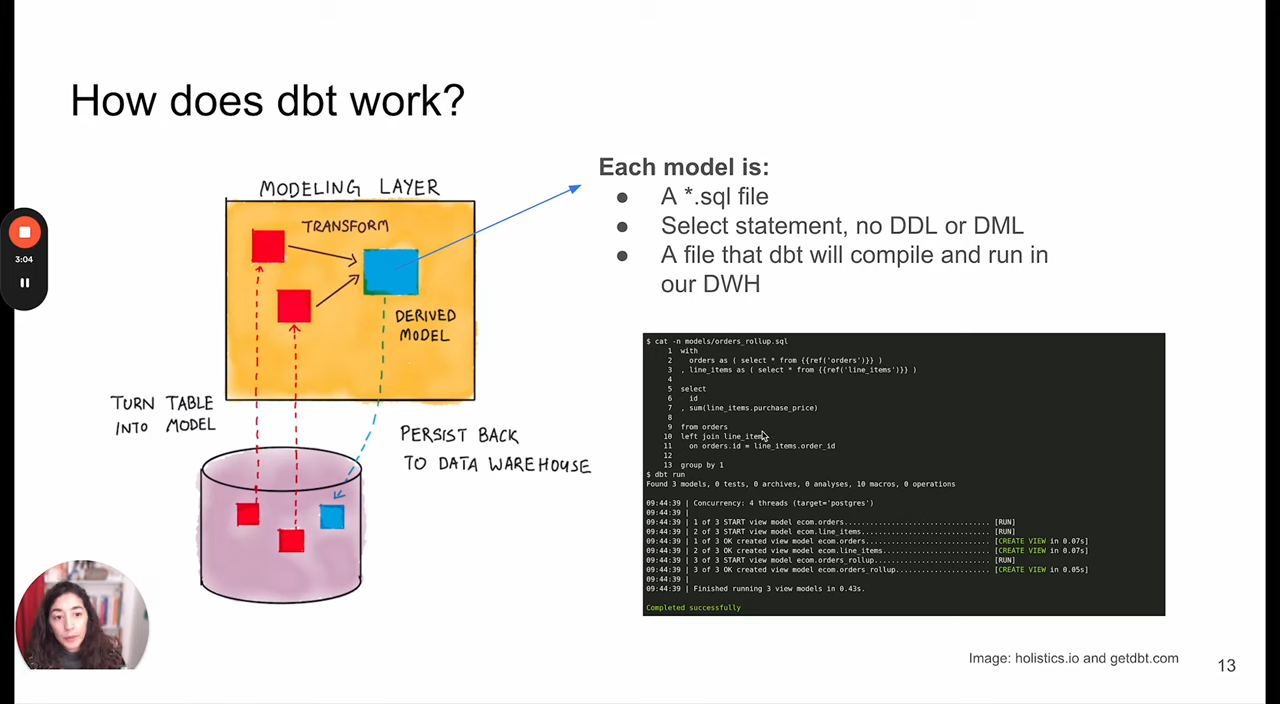 How does dbt work?
MODELING LAYER
TRANSFORM
DERIVED
MODEL
TURN TABLE
INTO MODEL
PERSIST BACK
TO DATA WAREHOUSE
Each model is:
● A *.sql file
● Select statement, no DDL or DML
● A file that dbt will compile and run in
our DWH
3:04
$ cat -n models/orders_rollup.sql
1 with
2 orders as ( select * from {{ref('orders')}} )
3 , line_items as ( select * from {{ref('line_items')}} )
4
5 select
6 id
7 , sum(line_items.purchase_price)
8
9 from orders
10 left join line_items
11 on orders.id = line_items.order_id
12
13 group by 1
$ dbt run
Found 3 models, 0 tests, 0 archives, 0 analyses, 10 macros, 0 operations
09:44:39 | Concurrency: 4 threads (target='postgres')
09:44:39 |
09:44:39 | 1 of 3 START view model ecom.orders................................. [RUN]
09:44:39 | 2 of 3 START view model ecom.line_items............................. [RUN]
09:44:39 | 1 of 3 OK created view model ecom.orders............................ [CREATE VIEW in 0.07s]
09:44:39 | 2 of 3 OK created view model ecom.line_items........................ [CREATE VIEW in 0.07s]
09:44:39 | 3 of 3 START view model ecom.orders_rollup.......................... [RUN]
09:44:39 | 3 of 3 OK created view model ecom.orders_rollup..................... [CREATE VIEW in 0.05s]
09:44:39 |
09:44:39 | Finished running 3 view models in 0.43s.
Completed successfully
Image: holistics.io and getdbt.com
13